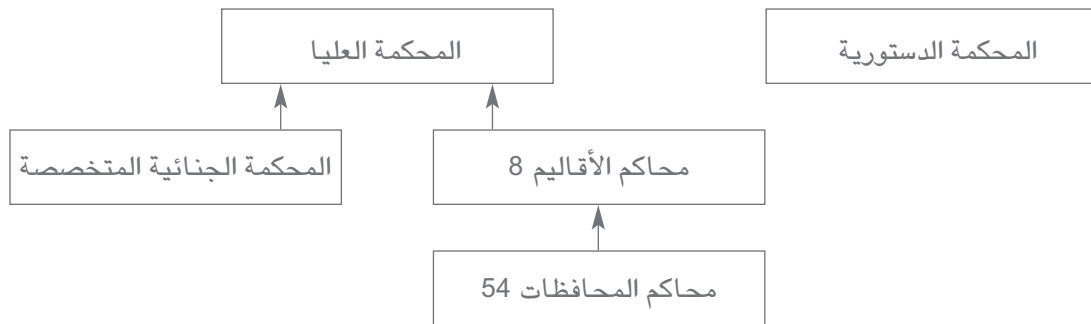 المحكمة الدستورية
المحكمة العليا
محاكم الأقاليم 8
المحكمة الجنائية المتخصصة
محاكم المحافظات 54